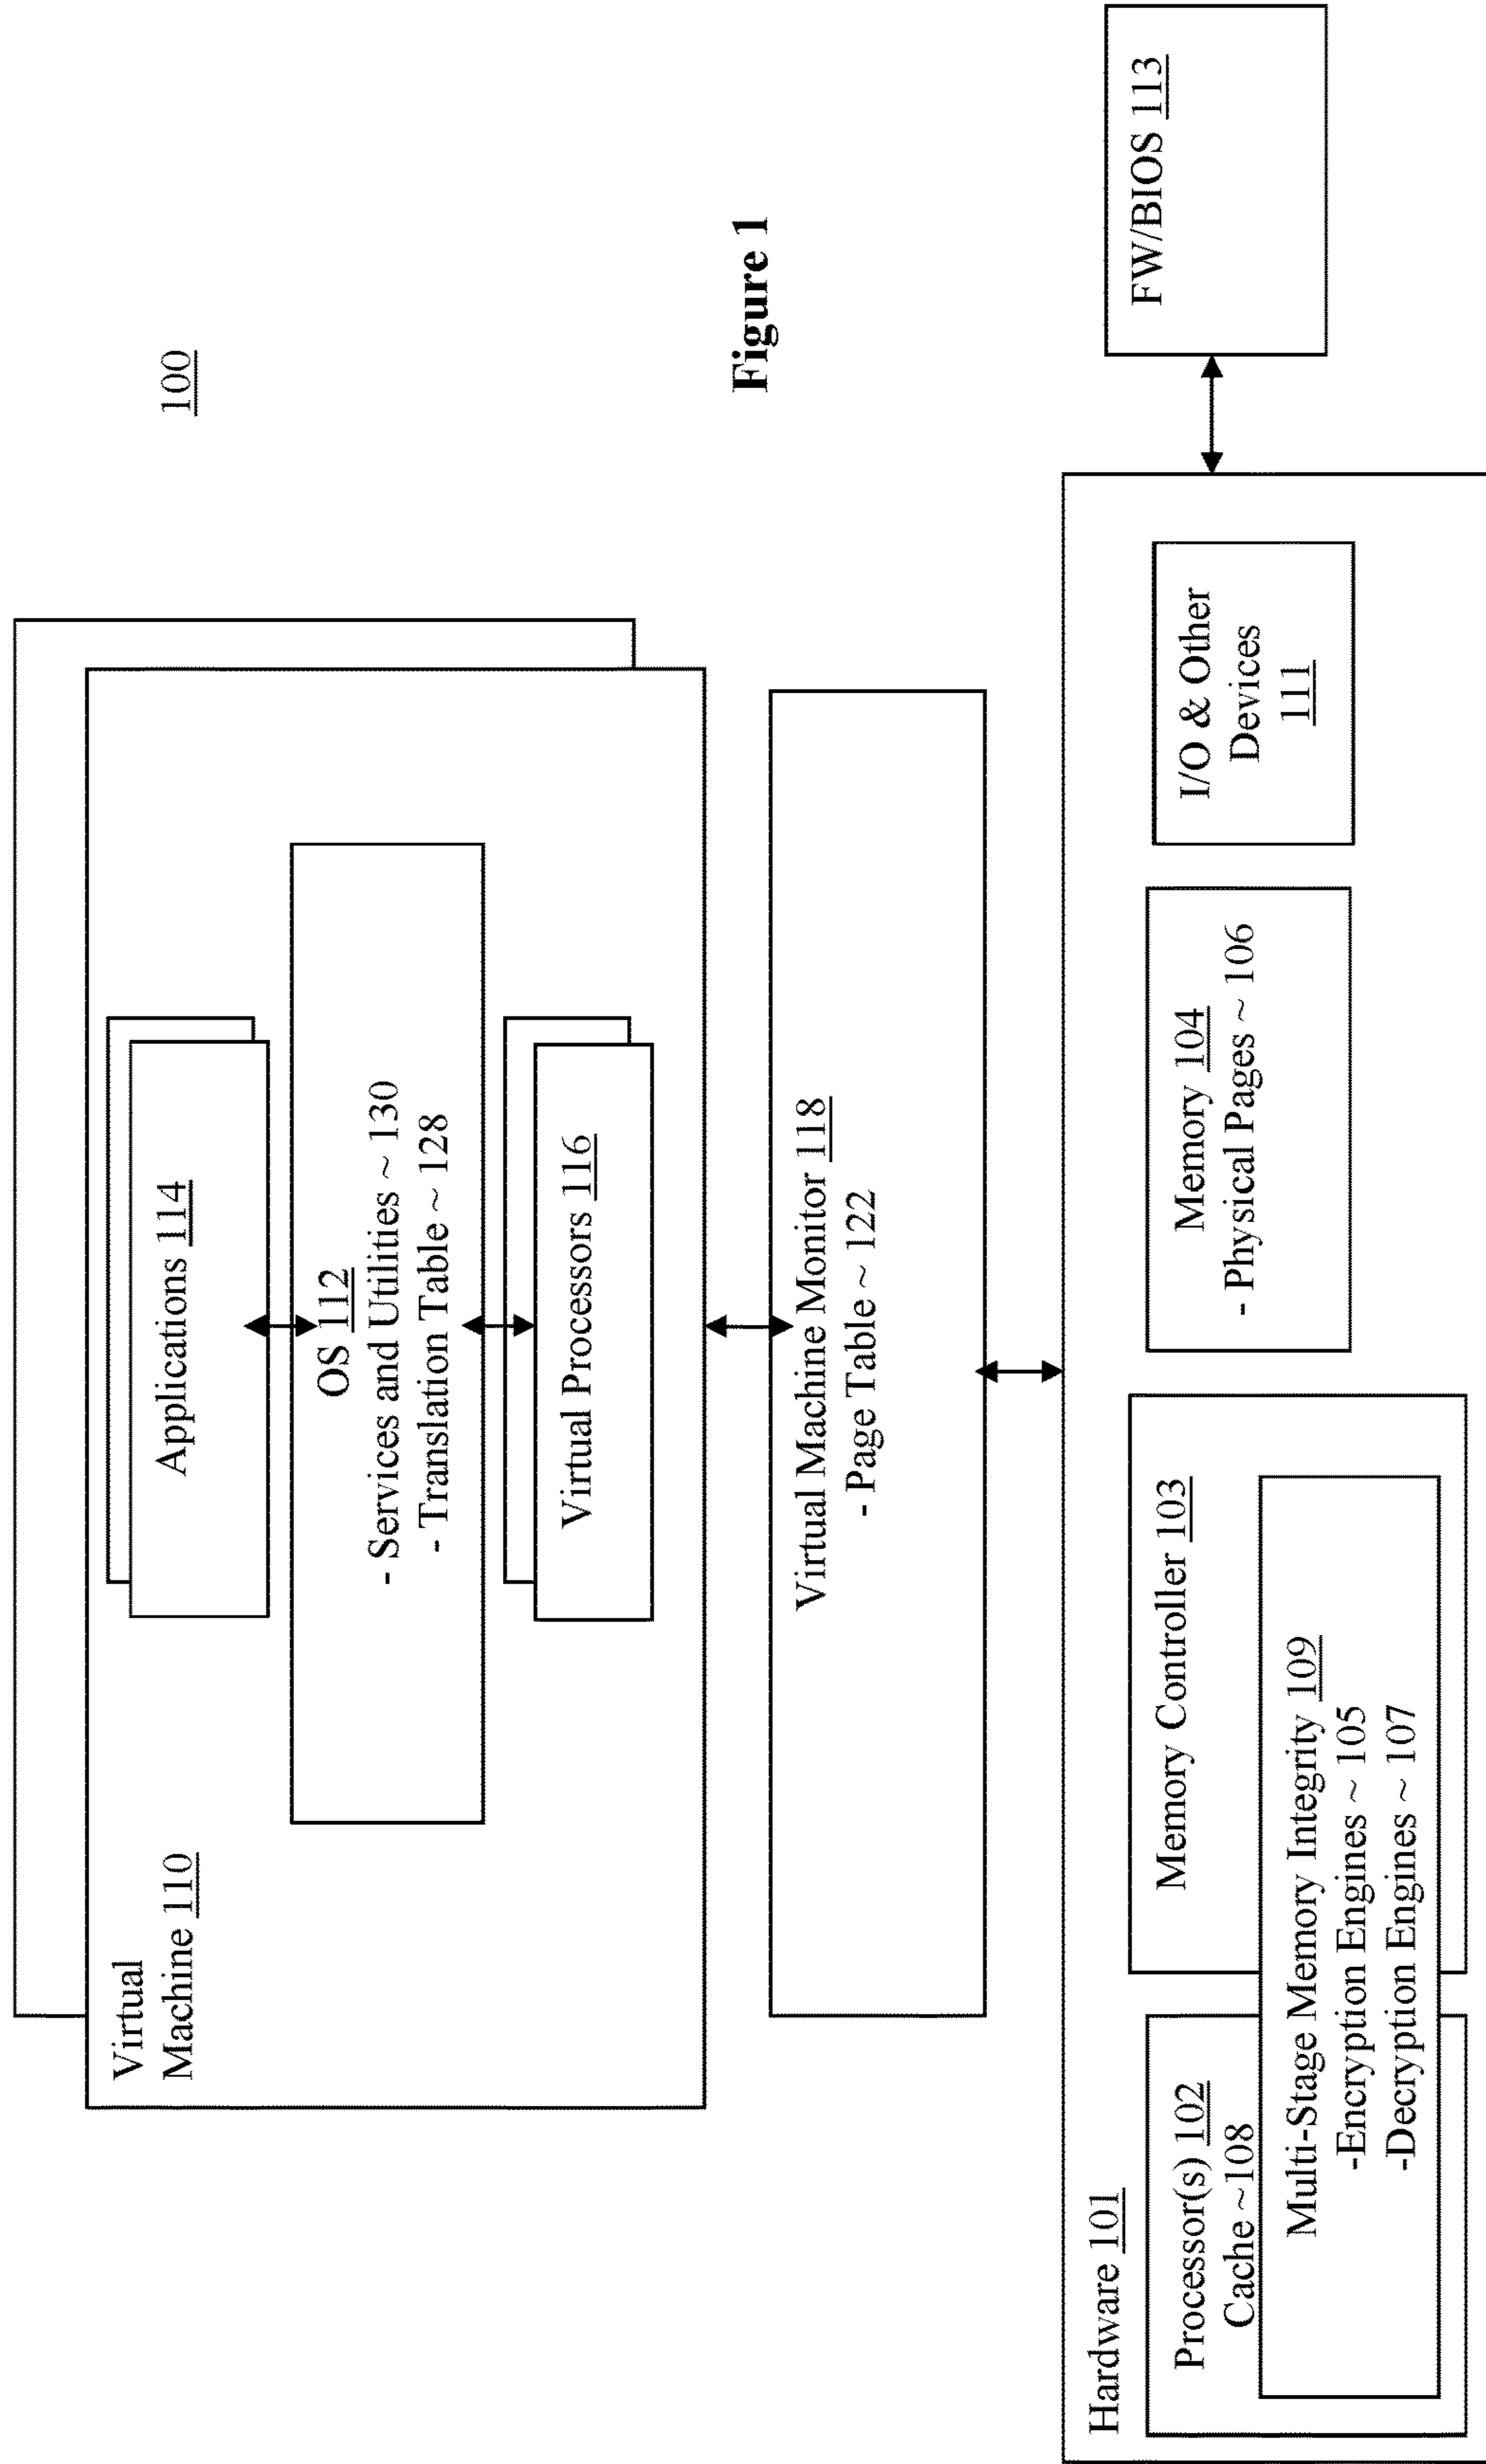 100
Virtual
Machine 110
Applications 114
OS 112
- Services and Utilities ~ 130
- Translation Table ~ 128
Virtual Processors 116
Figure 1
Virtual Machine Monitor 118
- Page Table ~ 122
Hardware 101
Processor(s) 102
Cache ~108
Memory Controller 103
Multi-Stage Memory Integrity 109
-Encryption Engines ~ 105
-Decryption Engines ~ 107
Memory 104
- Physical Pages ~ 106
I/O & Other
Devices
111
FW/BIOS 113